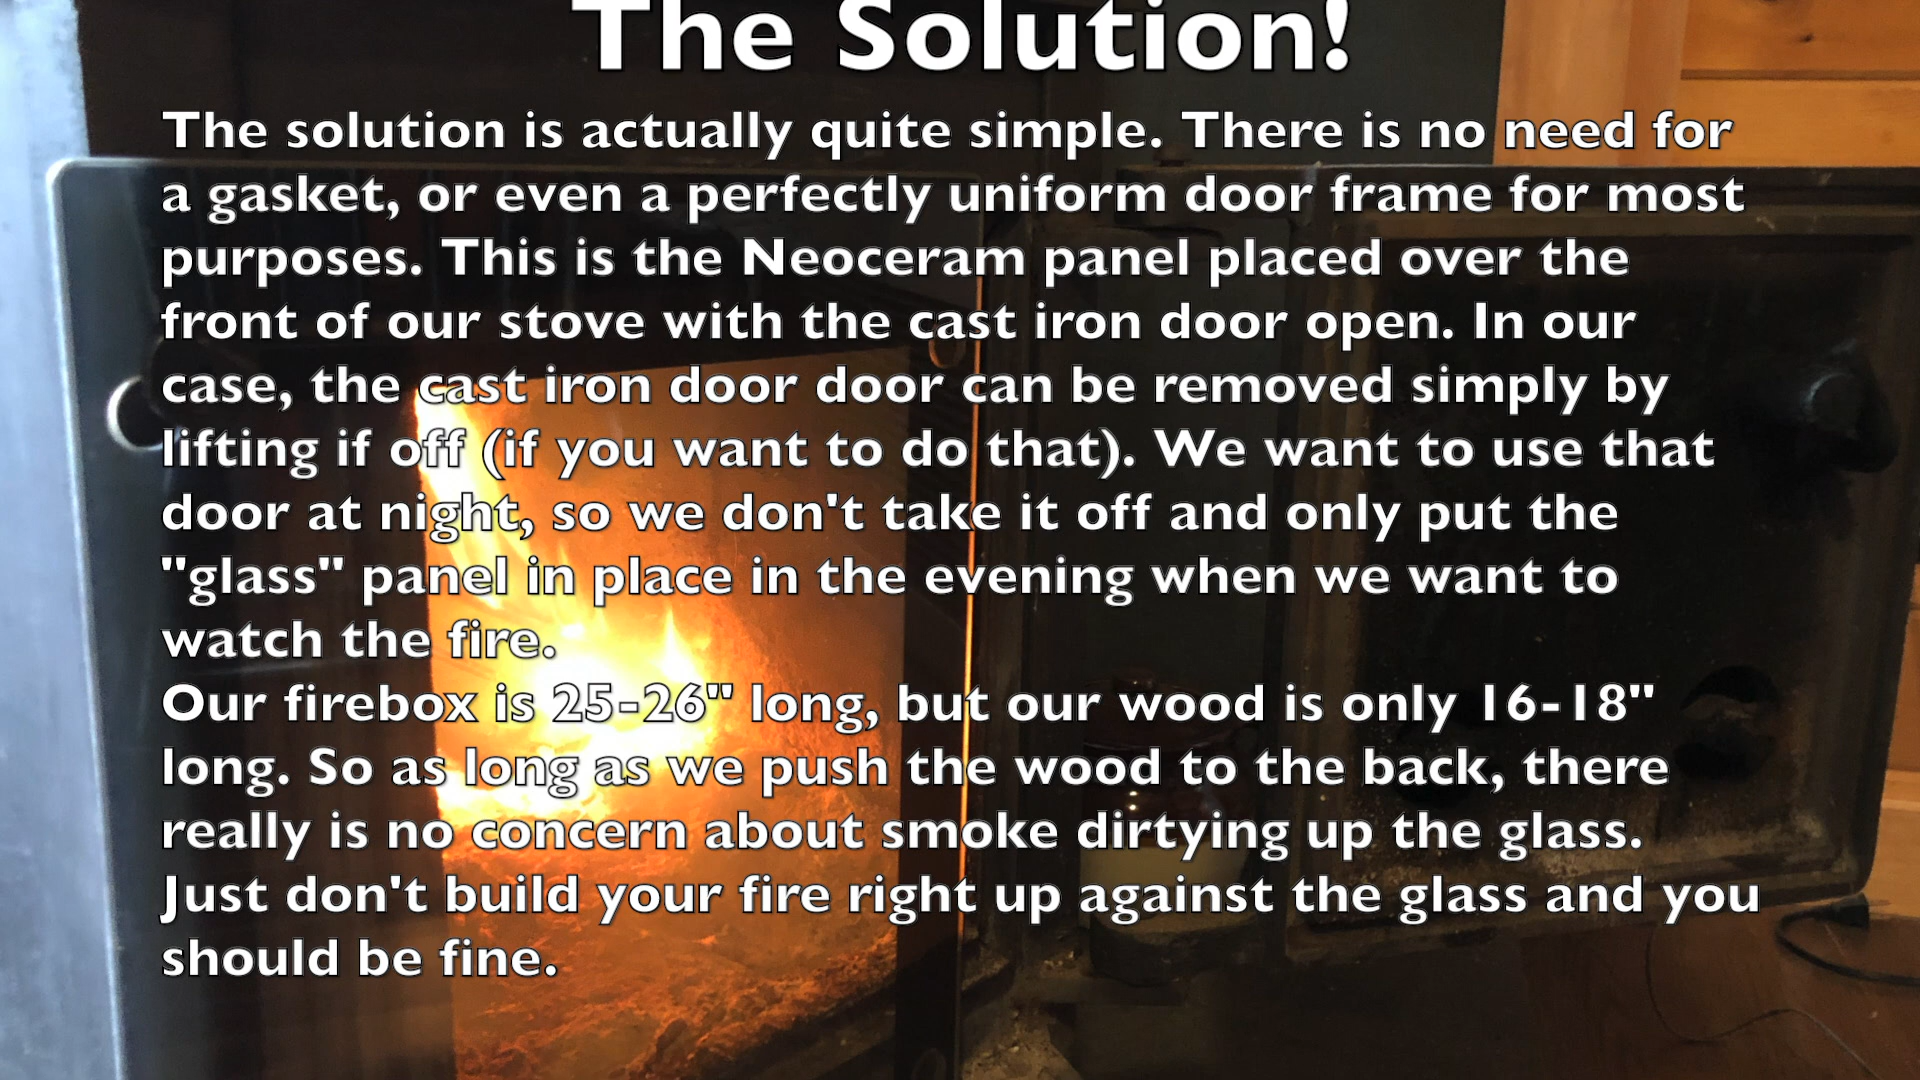 The Solution!
The solution is actually quite simple. There is no need for
a gasket, or even a perfectly uniform door frame for most
purposes. This is the Neoceram panel placed over the
front of our stove with the cast iron door open. In our
case, the cast iron door door can be removed simply by
lifting if off (if you want to do that). We want to use that
door at night, so we don't take it off and only put the
"glass" panel in place in the evening when we want to
watch the fire.
Our firebox is 25-26" long, but our wood is only 16-18"
long. So as long as we push the wood to the back, there
really is no concern about smoke dirtying up the glass.
Just don't build your fire right up against the glass and you
should be fine.